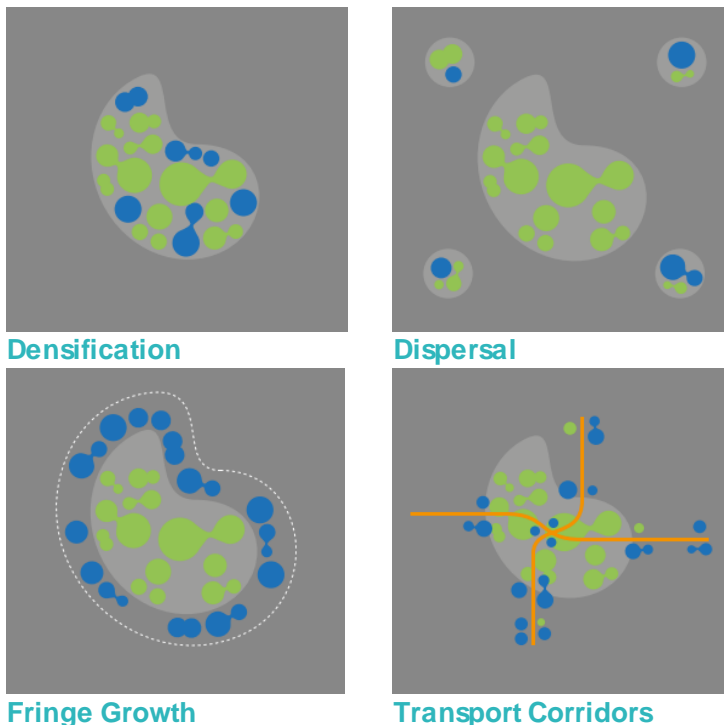 Densification
Dispersal
Fringe Growth
Transport Corridors